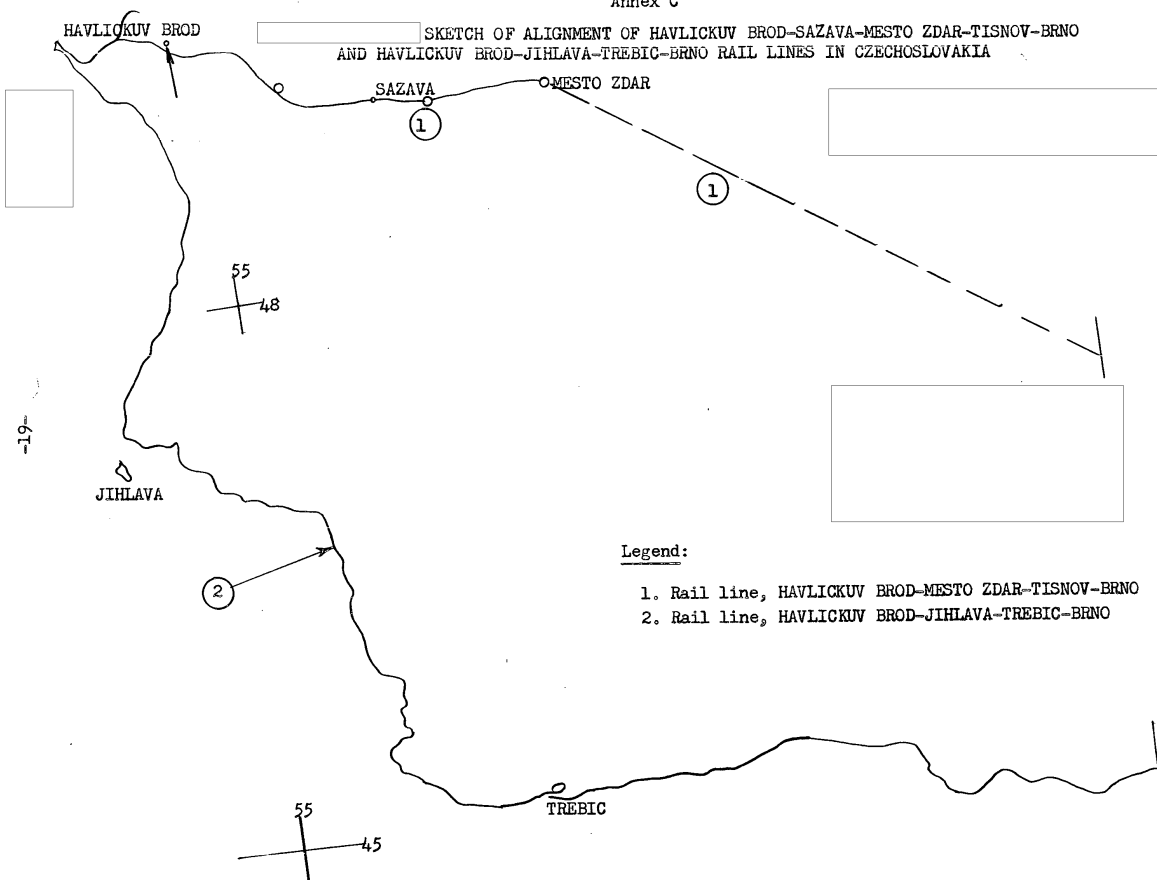 Annex C
SKETCH OF ALIGNMENT OF HAVLICKUV BROD-SAZAVA-MESTO ZDAR-TISNOV-BRNO
AND HAVLICKUV BROD-JIHLAVA-TREBIC-BRNO RAIL LINES IN CZECHOSLOVAKIA
HAVLICKUV BROD
SAZAVA
MESTO ZDAR
1
1
55
48
-19-
JIHLAVA
2
Legend:
1. Rail line, HAVLICKUV BROD-MESTO ZDAR-TISNOV-BRNO
2. Rail line, HAVLICKUV BROD-JIHLAVA-TREBIC-BRNO
TREBIC
55
45